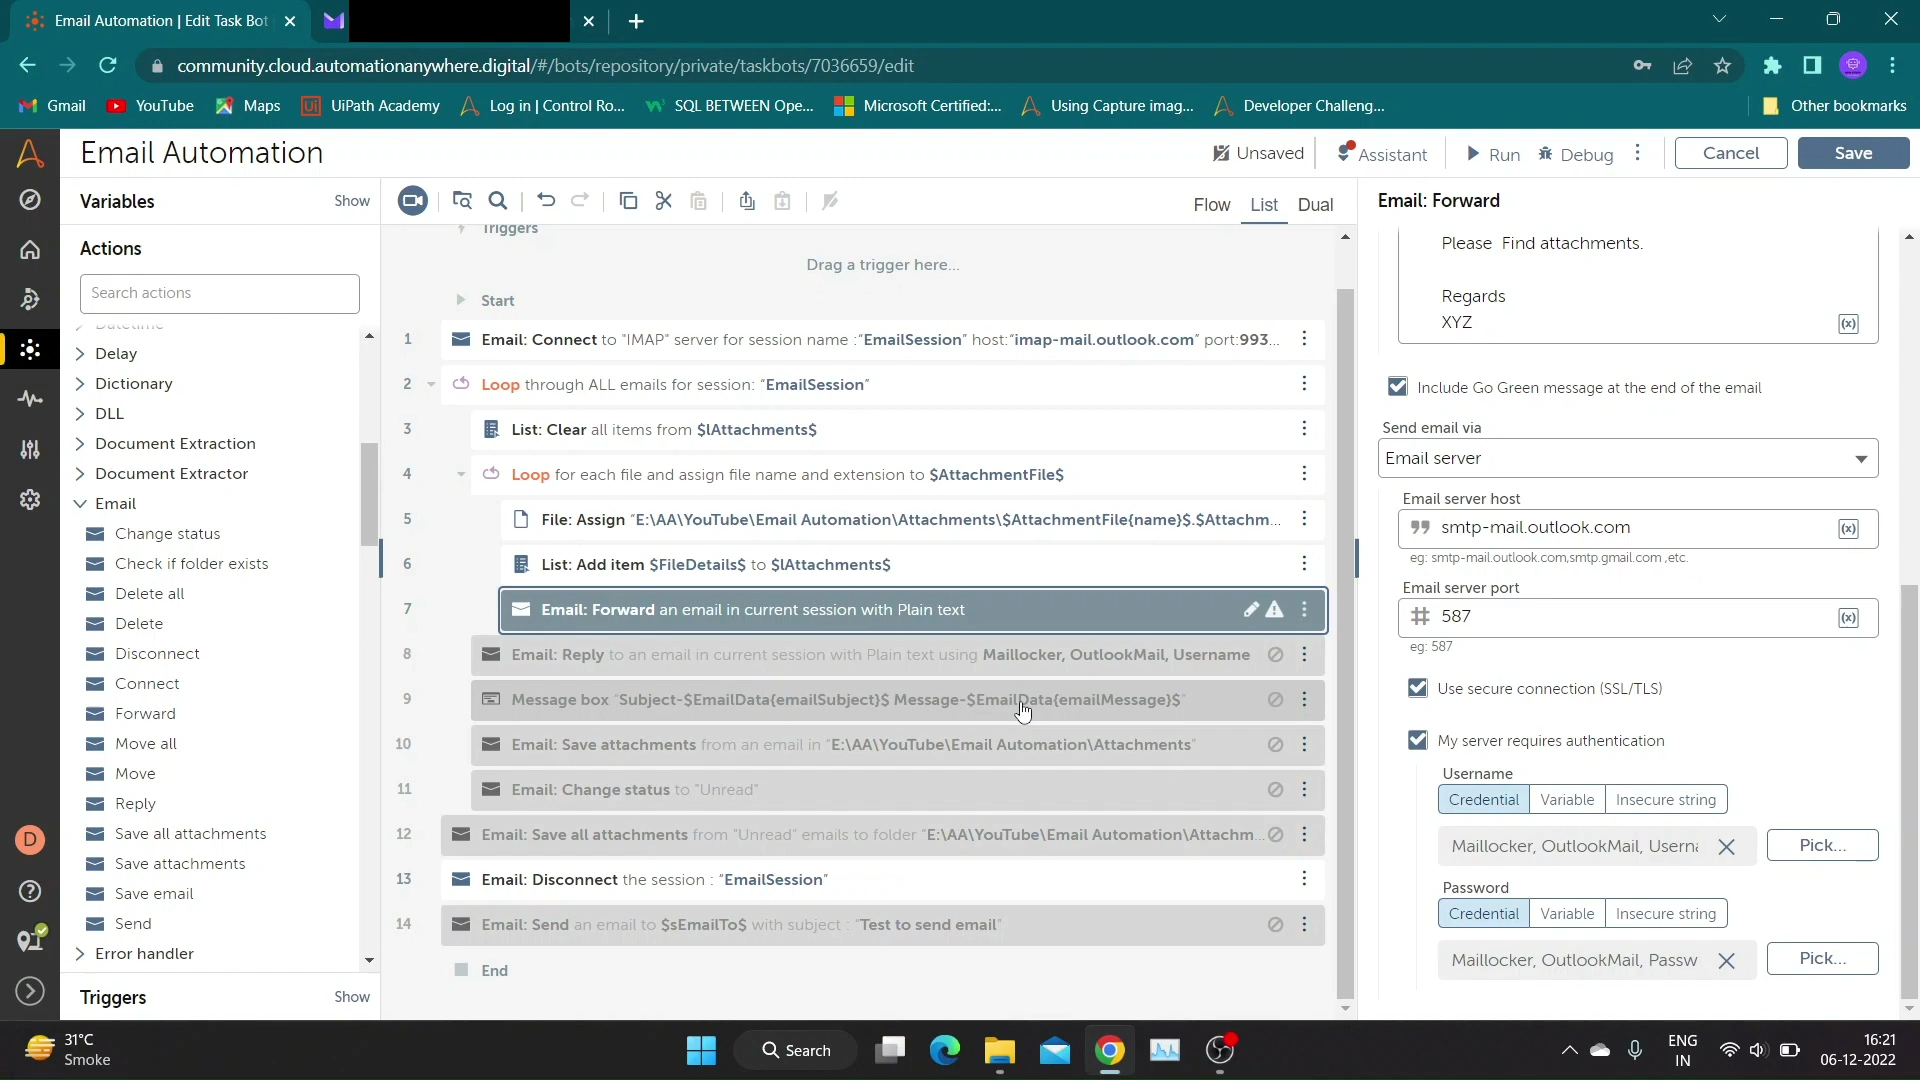 Email Automation | Edit Task Bot
community.cloud.automationanywhere.digital/#/bots/repository/private/taskbots/7036659/edit
Gmail
YouTube
Maps
UiPath Academy
Log in | Control Ro...
SQL BETWEEN Ope...
Microsoft Certified:...
Using Capture imag...
Developer Challeng...
Other bookmarks
Email Automation
Unsaved
Assistant
Run
Debug
Cancel
Save
Variables
Show
Flow
List
Dual
Email: Forward
Actions
Search actions
Datetime
Delay
Dictionary
DLL
Document Extraction
Document Extractor
Email
Change status
Check if folder exists
Delete all
Delete
Disconnect
Connect
Forward
Move all
Move
Reply
Save all attachments
Save attachments
Save email
Send
Error handler
Triggers
Show
Triggers
Drag a trigger here...
Start
1 Email: Connect to "IMAP" server for session name :"EmailSession" host:"imap-mail.outlook.com" port:993...
2 Loop through ALL emails for session: "EmailSession"
3 List: Clear all items from $lAttachments$
4 Loop for each file and assign file name and extension to $AttachmentFile$
5 File: Assign "E:\AA\YouTube\Email Automation\Attachments\$AttachmentFile{name}$.$Attachm...
6 List: Add item $FileDetails$ to $lAttachments$
7 Email: Forward an email in current session with Plain text
8 Email: Reply to an email in current session with Plain text using Maillocker, OutlookMail, Username
9 Message box "Subject-$EmailData{emailSubject}$ Message-$EmailData{emailMessage}$"
10 Email: Save attachments from an email in "E:\AA\YouTube\Email Automation\Attachments"
11 Email: Change status to "Unread"
12 Email: Save all attachments from "Unread" emails to folder "E:\AA\YouTube\Email Automation\Attachm...
13 Email: Disconnect the session : "EmailSession"
14 Email: Send an email to $sEmailTo$ with subject : "Test to send email"
End
Please Find attachments.
Regards
XYZ
(x)
Include Go Green message at the end of the email
Send email via
Email server
Email server host
smtp-mail.outlook.com
(x)
eg: smtp-mail.outlook.com,smtp.gmail.com ,etc.
Email server port
587
(x)
eg: 587
Use secure connection (SSL/TLS)
My server requires authentication
Username
Credential Variable Insecure string
Maillocker, OutlookMail, Userna
Pick...
Password
Credential Variable Insecure string
Maillocker, OutlookMail, Passw
Pick...
D
31°C
Smoke
Search
ENG
IN
16:21
06-12-2022